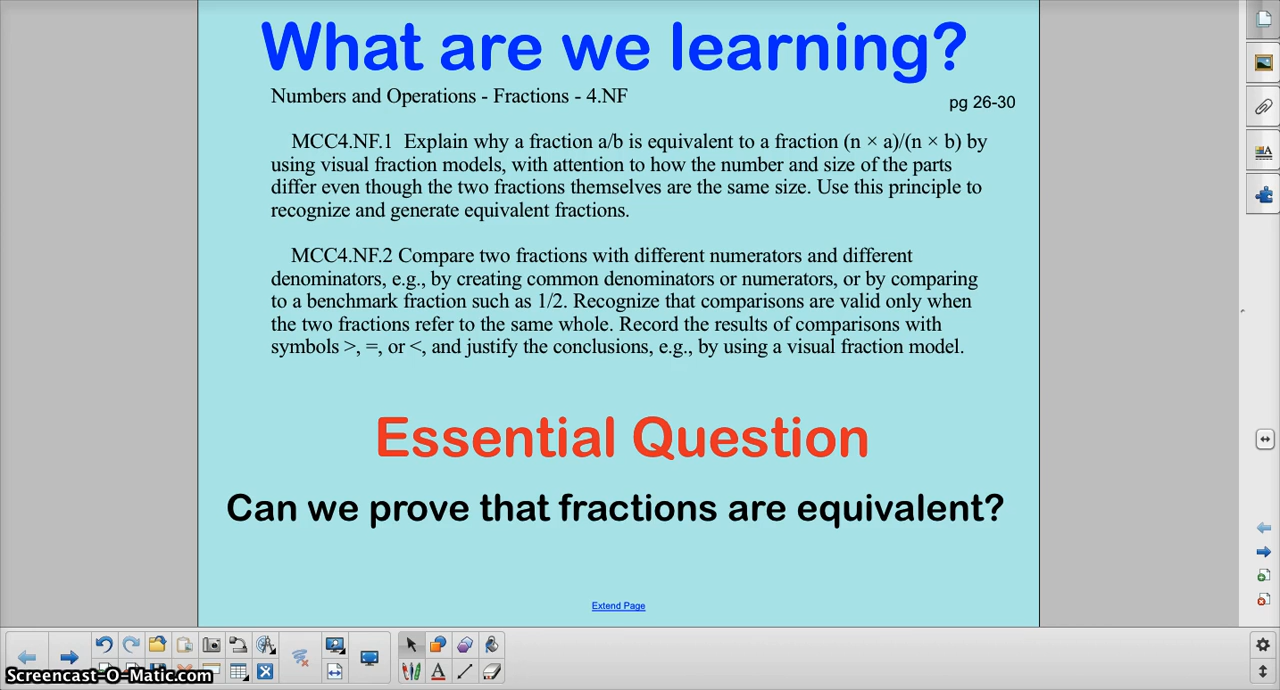 What are we learning?
Numbers and Operations - Fractions - 4.NF
pg 26-30
MCC4.NF.1 Explain why a fraction a/b is equivalent to a fraction (n × a)/(n × b) by
using visual fraction models, with attention to how the number and size of the parts
differ even though the two fractions themselves are the same size. Use this principle to
recognize and generate equivalent fractions.
MCC4.NF.2 Compare two fractions with different numerators and different
denominators, e.g., by creating common denominators or numerators, or by comparing
to a benchmark fraction such as 1/2. Recognize that comparisons are valid only when
the two fractions refer to the same whole. Record the results of comparisons with
symbols >, =, or <, and justify the conclusions, e.g., by using a visual fraction model.
Essential Question
Can we prove that fractions are equivalent?
Extend Page
Screencast-O-Matic.com